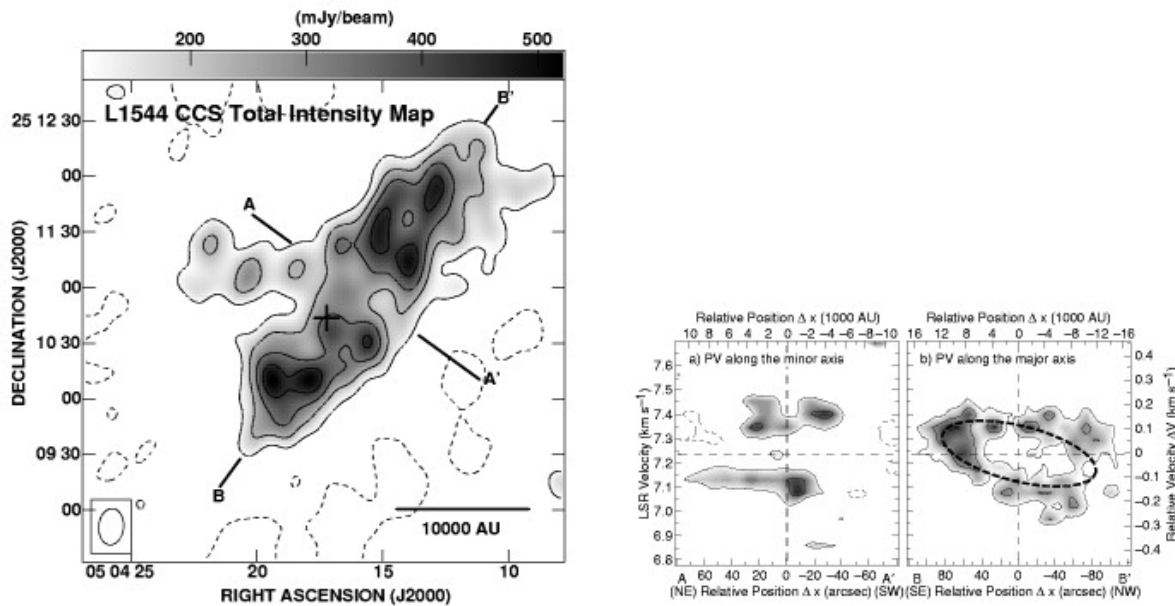 (mJy/beam)
200 300 400 500
L1544 CCS Total Intensity Map
B'
A
A'
B
10000 AU
25 12 30
00
11 30
00
10 30
00
09 30
00
DECLINATION (J2000)
05 04 25 20 15 10
RIGHT ASCENSION (J2000)
Relative Position Δ x (1000 AU) Relative Position Δ x (1000 AU)
10 8 6 4 2 0 -2 -4 -6 -8 -10 16 12 8 4 0 -4 -8 -12 -16
a) PV along the minor axis b) PV along the major axis
7.6
7.5
7.4
7.3
7.2
7.1
7.0
6.9
6.8
LSR Velocity (km s-1)
0.4
0.3
0.2
0.1
0
-0.1
-0.2
-0.3
-0.4
Relative Velocity ΔV (km s-1)
A 60 40 20 0 -20 -40 -60 A' B 80 40 0 -40 -80 B'
(NE) Relative Position Δ x (arcsec) (SW) (SE) Relative Position Δ x (arcsec) (NW)